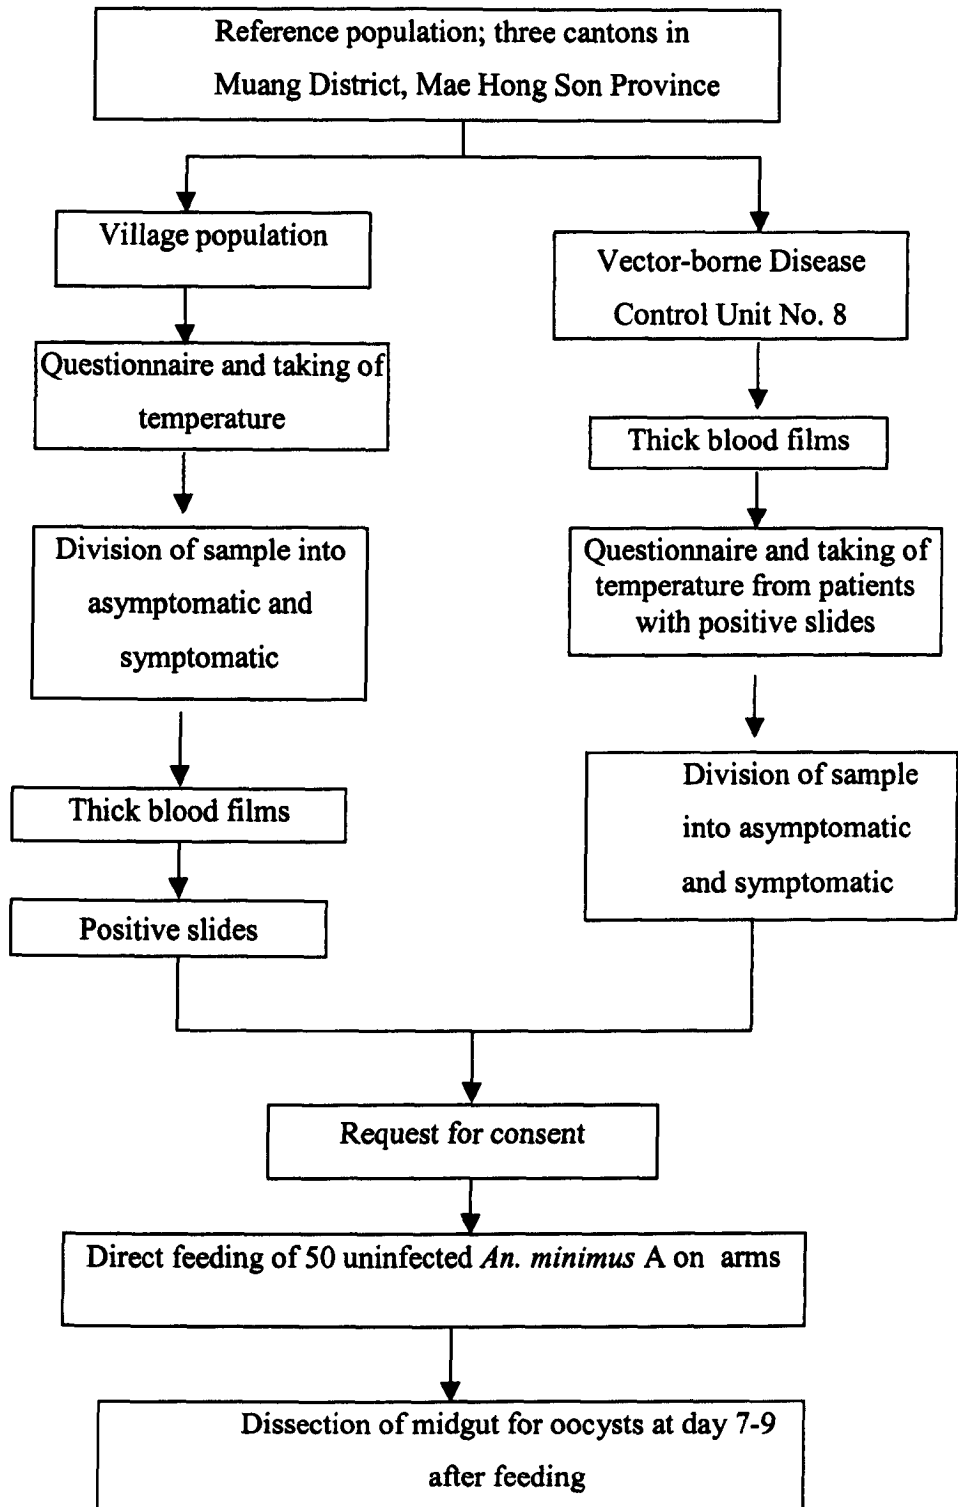 Reference population; three cantons in
Muang District, Mae Hong Son Province
Village population
Questionnaire and taking of
temperature
Division of sample into
asymptomatic and
symptomatic
Thick blood films
Positive slides
Vector-borne Disease
Control Unit No. 8
Thick blood films
Questionnaire and taking of
temperature from patients
with positive slides
Division of sample
into asymptomatic
and symptomatic
Request for consent
Direct feeding of 50 uninfected An. minimus A on arms
Dissection of midgut for oocysts at day 7-9
after feeding